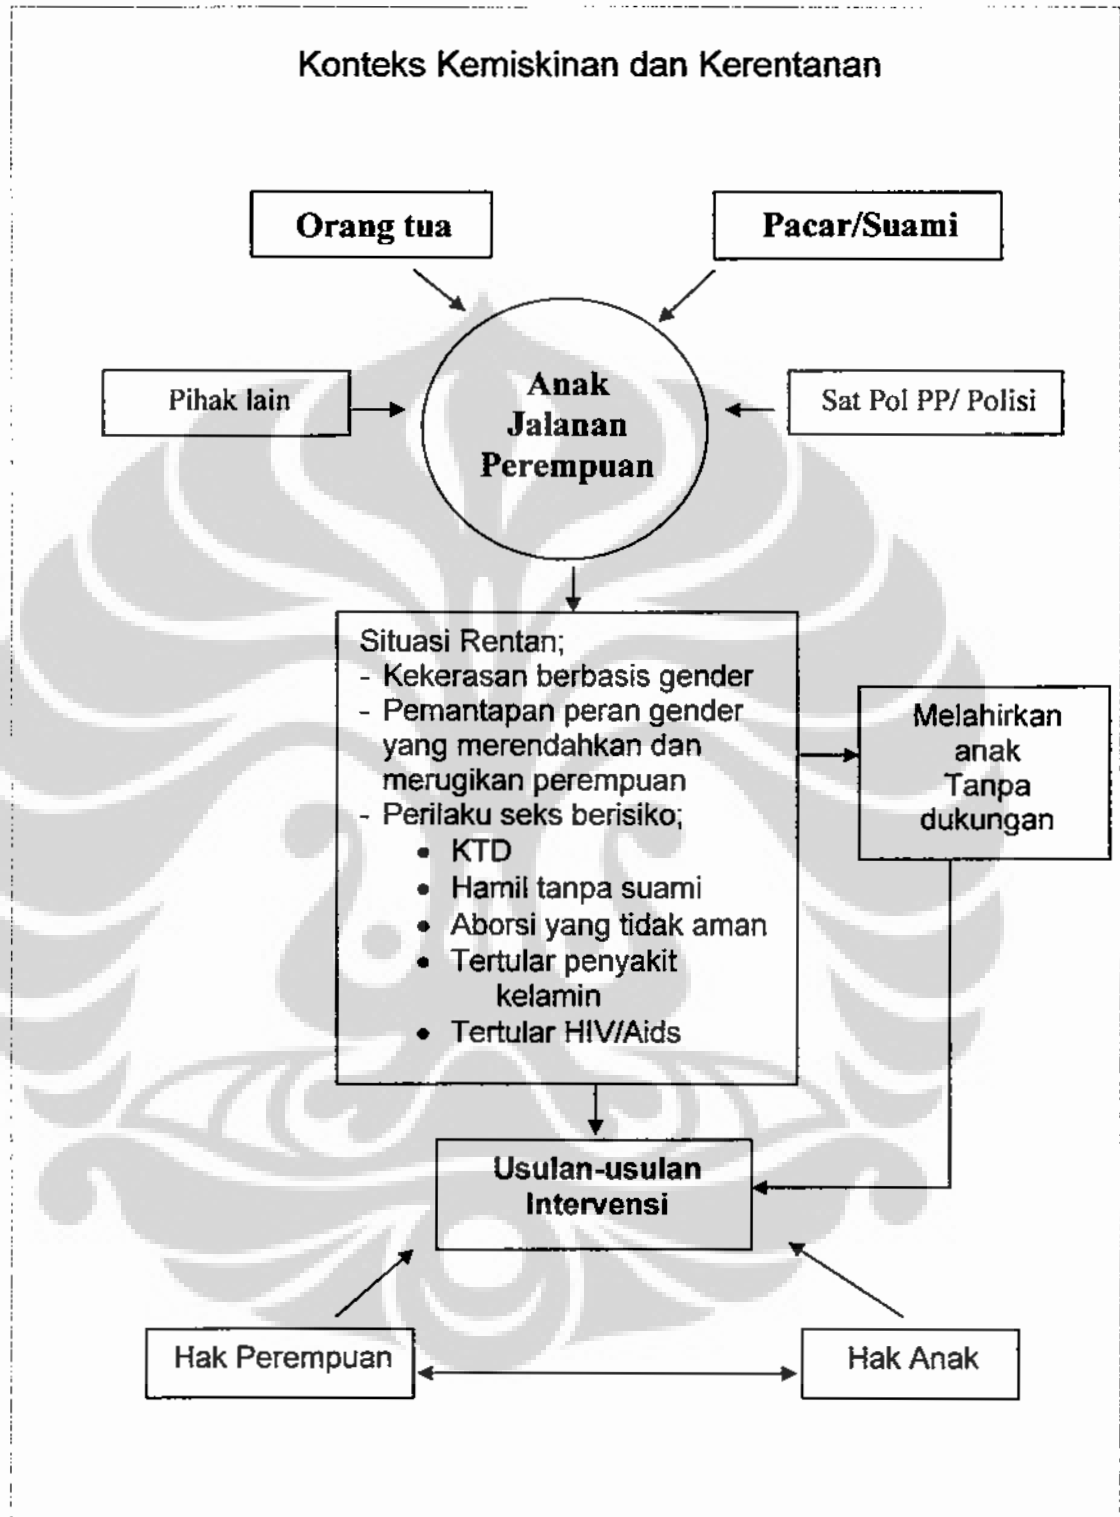 Konteks Kemiskinan dan Kerentanan
Orang tua
Pacar/Suami
Pihak lain
Anak
Jalanan
Perempuan
Sat Pol PP/ Polisi
Situasi Rentan;
- Kekerasan berbasis gender
- Pemantapan peran gender
yang merendahkan dan
merugikan perempuan
- Perilaku seks berisiko;
• KTD
• Hamil tanpa suami
• Aborsi yang tidak aman
• Tertular penyakit
kelamin
• Tertular HIV/Aids
Melahirkan
anak
Tanpa
dukungan
Usulan-usulan
Intervensi
Hak Perempuan
Hak Anak